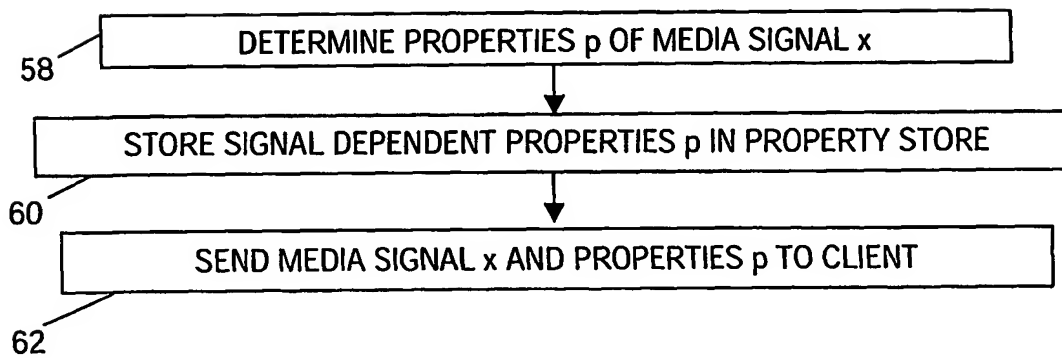 DETERMINE PROPERTIES p OF MEDIA SIGNAL x
58
STORE SIGNAL DEPENDENT PROPERTIES p IN PROPERTY STORE
60
SEND MEDIA SIGNAL x AND PROPERTIES p TO CLIENT
62